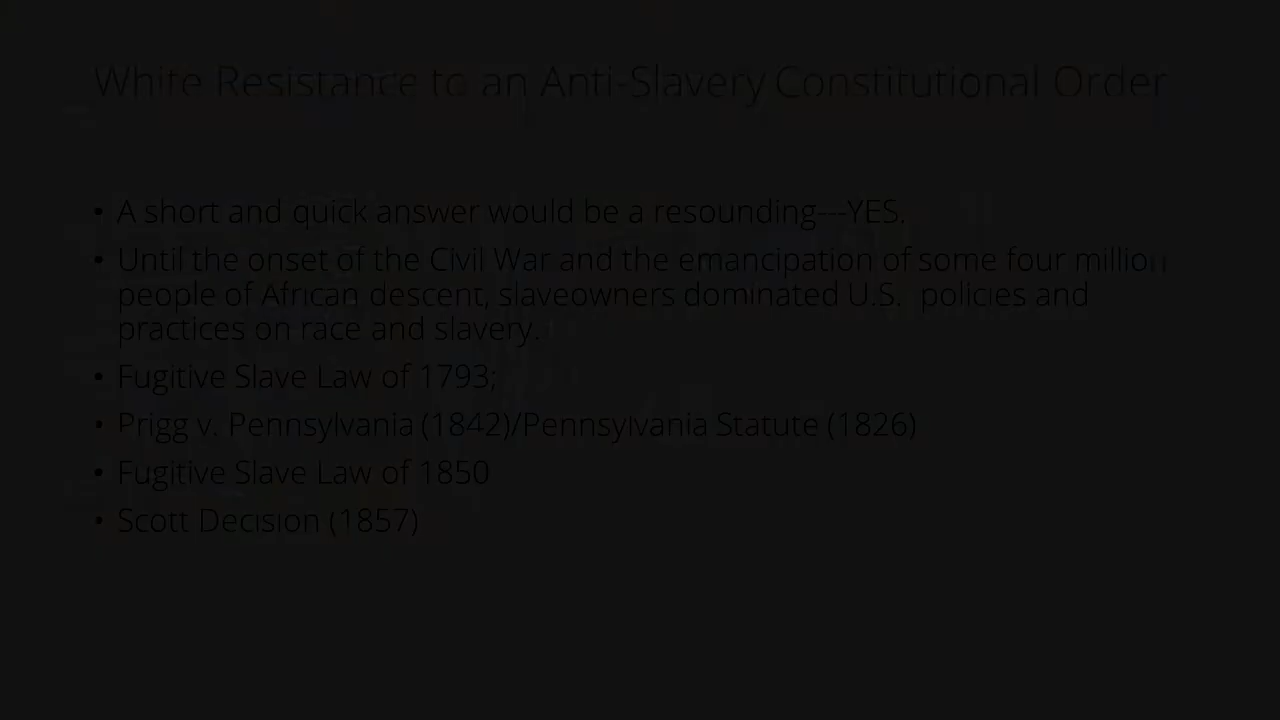 White Resistance to an Anti-Slavery Constitutional Order
• A short and quick answer would be a resounding---YES.
• Until the onset of the Civil War and the emancipation of some four million
people of African descent, slaveowners dominated U.S. policies and
practices on race and slavery.
• Fugitive Slave Law of 1793;
• Prigg v. Pennsylvania (1842)/Pennsylvania Statute (1826)
• Fugitive Slave Law of 1850
• Scott Decision (1857)